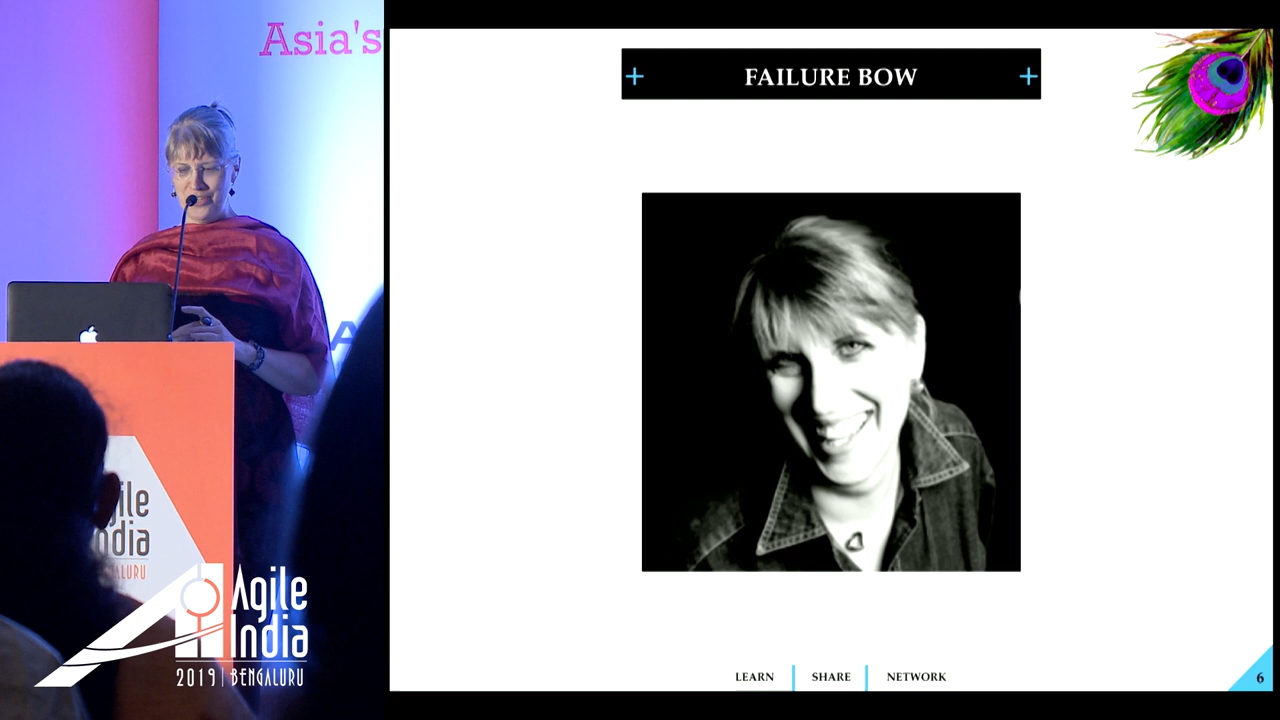 Asia's
FAILURE BOW
A
gile
ndia
ALURU
Agile
India
2019 | BENGALURU
LEARN
SHARE
NETWORK
6